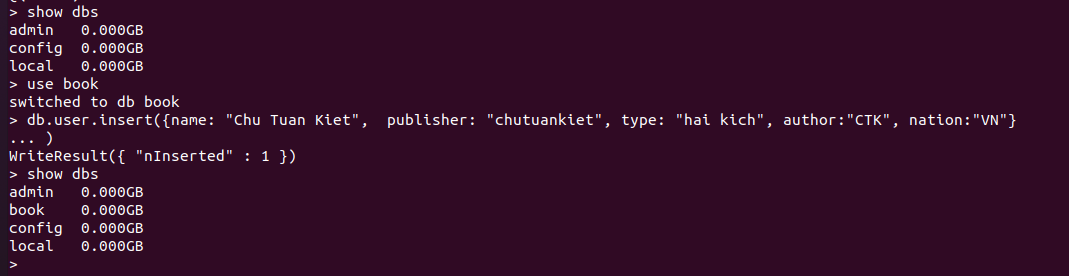 > show dbs
admin   0.000GB
config  0.000GB
local   0.000GB
> use book
switched to db book
> db.user.insert({name: "Chu Tuan Kiet",  publisher: "chutuankiet", type: "hai kich", author:"CTK", nation:"VN"}
... )
WriteResult({ "nInserted" : 1 })
> show dbs
admin   0.000GB
book    0.000GB
config  0.000GB
local   0.000GB
>